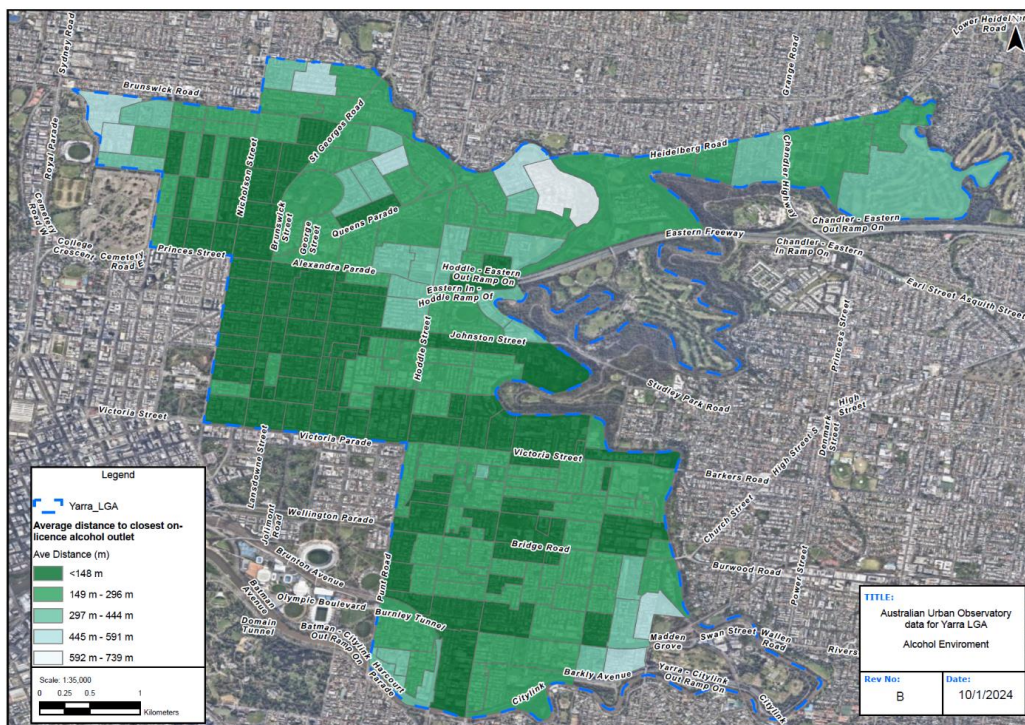 Lower Heidelberg
Road
Sydney Road
Grange Road
Brunswick Road
Royal Parade
St Georges Road
Nicholson Street
Heidelberg Road
Chandler Highway
Cemetery
Road
Brunswick
Street
George
Street
Queens Parade
Eastern Freeway
Chandler - Eastern
Out Ramp On
College
Crescent
Cemetery
Road E
Princes Street
Alexandra Parade
Hoddle - Eastern
Out Ramp On
Chandler - Eastern
In Ramp On
Eastern In -
Hoddle Ramp Of
Earl Street
Asquith Street
Johnston Street
Hoddle Street
Princess Street
Studley Park Road
High
Street
Victoria Street
Victoria Parade
Denmark
Street
High Street S
Lansdowne Street
Victoria Street
Barkers Road
Wellington Parade
Jolimont
Road
Church Street
Bridge Road
Brunton Avenue
Punt Road
Burwood Road
Power Street
Batman
Avenue
Olympic Boulevard
Burnley Tunnel
Domain
Tunnel
Batman - Citylink
Out Ramp On
Harcourt
Parade
Madden
Grove
Swan Street
Wallen
Road
Rivers
Barkly Avenue
Yarra - Citylink
Out Ramp On
Citylink
Citylink
Legend
Yarra_LGA
Average distance to closest on-
licence alcohol outlet
Ave Distance (m)
<148 m
149 m - 296 m
297 m - 444 m
445 m - 591 m
592 m - 739 m
Scale: 1:35,000
0 0.25 0.5 1
Kilometers
TITLE:
Australian Urban Observatory
data for Yarra LGA
Alcohol Enviroment
Rev No:
B
Date:
10/1/2024